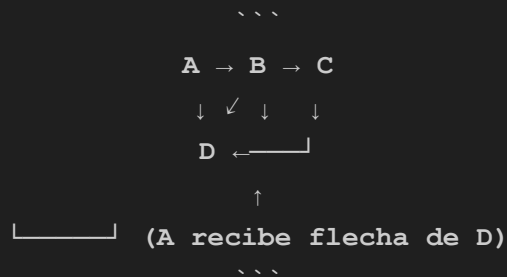 ```
A → B → C
↓ ↙ ↓ ↓
D ←────┘
↑
└──────┘ (A recibe flecha de D)
```